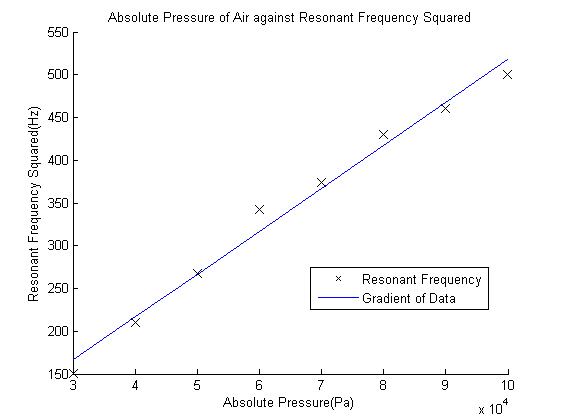 Absolute Pressure of Air against Resonant Frequency Squared
550
500
450
400
350
300
250
200
150
Resonant Frequency Squared(Hz)
Resonant Frequency
Gradient of Data
3 4 5 6 7 8 9 10
Absolute Pressure(Pa)
x 10^4